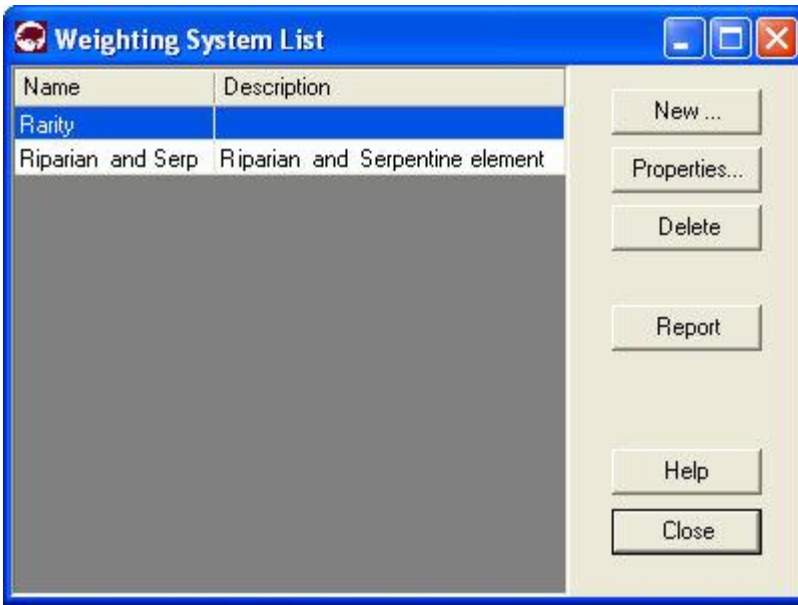 Weighting System List
Name Description
Rarity
Riparian and Serp Riparian and Serpentine element
New ...
Properties...
Delete
Report
Help
Close